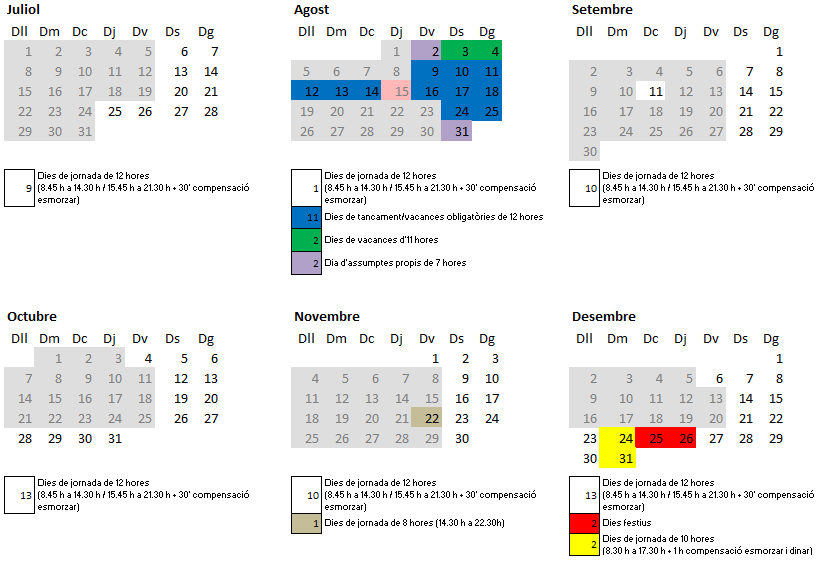 Juliol
Dll Dm Dc Dj Dv Ds Dg
1 2 3 4 5 6 7
8 9 10 11 12 13 14
15 16 17 18 19 20 21
22 23 24 25 26 27 28
29 30 31
9 Dies de jornada de 12 hores
(8.45 h a 14.30 h / 15.45 h a 21.30 h + 30' compensació
esmorzar)
Agost
Dll Dm Dc Dj Dv Ds Dg
1 2 3 4
5 6 7 8 9 10 11
12 13 14 15 16 17 18
19 20 21 22 23 24 25
26 27 28 29 30 31
1 Dies de jornada de 12 hores
(8.45 h a 14.30 h / 15.45 h a 21.30 h + 30' compensació
esmorzar)
11 Dies de tancament/vacances obligatòries de 12 hores
2 Dies de vacances d'11 hores
2 Dia d'assumptes propis de 7 hores
Setembre
Dll Dm Dc Dj Dv Ds Dg
1
2 3 4 5 6 7 8
9 10 11 12 13 14 15
16 17 18 19 20 21 22
23 24 25 26 27 28 29
30
10 Dies de jornada de 12 hores
(8.45 h a 14.30 h / 15.45 h a 21.30 h + 30' compensació
esmorzar)
Octubre
Dll Dm Dc Dj Dv Ds Dg
1 2 3 4 5 6
7 8 9 10 11 12 13
14 15 16 17 18 19 20
21 22 23 24 25 26 27
28 29 30 31
13 Dies de jornada de 12 hores
(8.45 h a 14.30 h / 15.45 h a 21.30 h + 30' compensació
esmorzar)
Novembre
Dll Dm Dc Dj Dv Ds Dg
1 2 3
4 5 6 7 8 9 10
11 12 13 14 15 16 17
18 19 20 21 22 23 24
25 26 27 28 29 30
10 Dies de jornada de 12 hores
(8.45 h a 14.30 h / 15.45 h a 21.30 h + 30' compensació
esmorzar)
1 Dies de jornada de 8 hores (14.30h a 22.30h)
Desembre
Dll Dm Dc Dj Dv Ds Dg
1
2 3 4 5 6 7 8
9 10 11 12 13 14 15
16 17 18 19 20 21 22
23 24 25 26 27 28 29
30 31
13 Dies de jornada de 12 hores
(8.45 h a 14.30 h / 15.45 h a 21.30 h + 30' compensació
esmorzar)
2 Dies festius
2 Dies de jornada de 10 hores
(8.30 h a 17.30 h + 1 h compensació esmorzar i dinar)